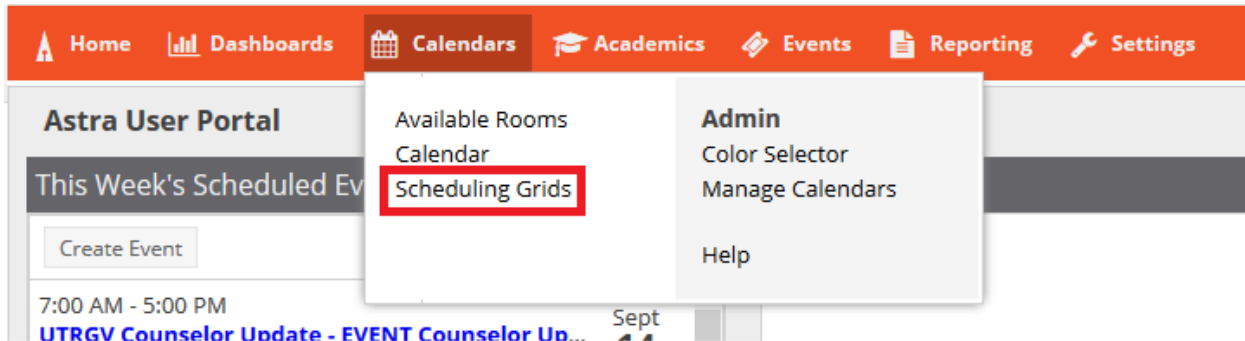 Home Dashboards Calendars Academics Events Reporting Settings
Astra User Portal
This Week's Scheduled Ev
Create Event
7:00 AM - 5:00 PM
UTRGV Counselor Update - EVENT Counselor Up...
Sept
14
Available Rooms
Calendar
Scheduling Grids
Admin
Color Selector
Manage Calendars
Help